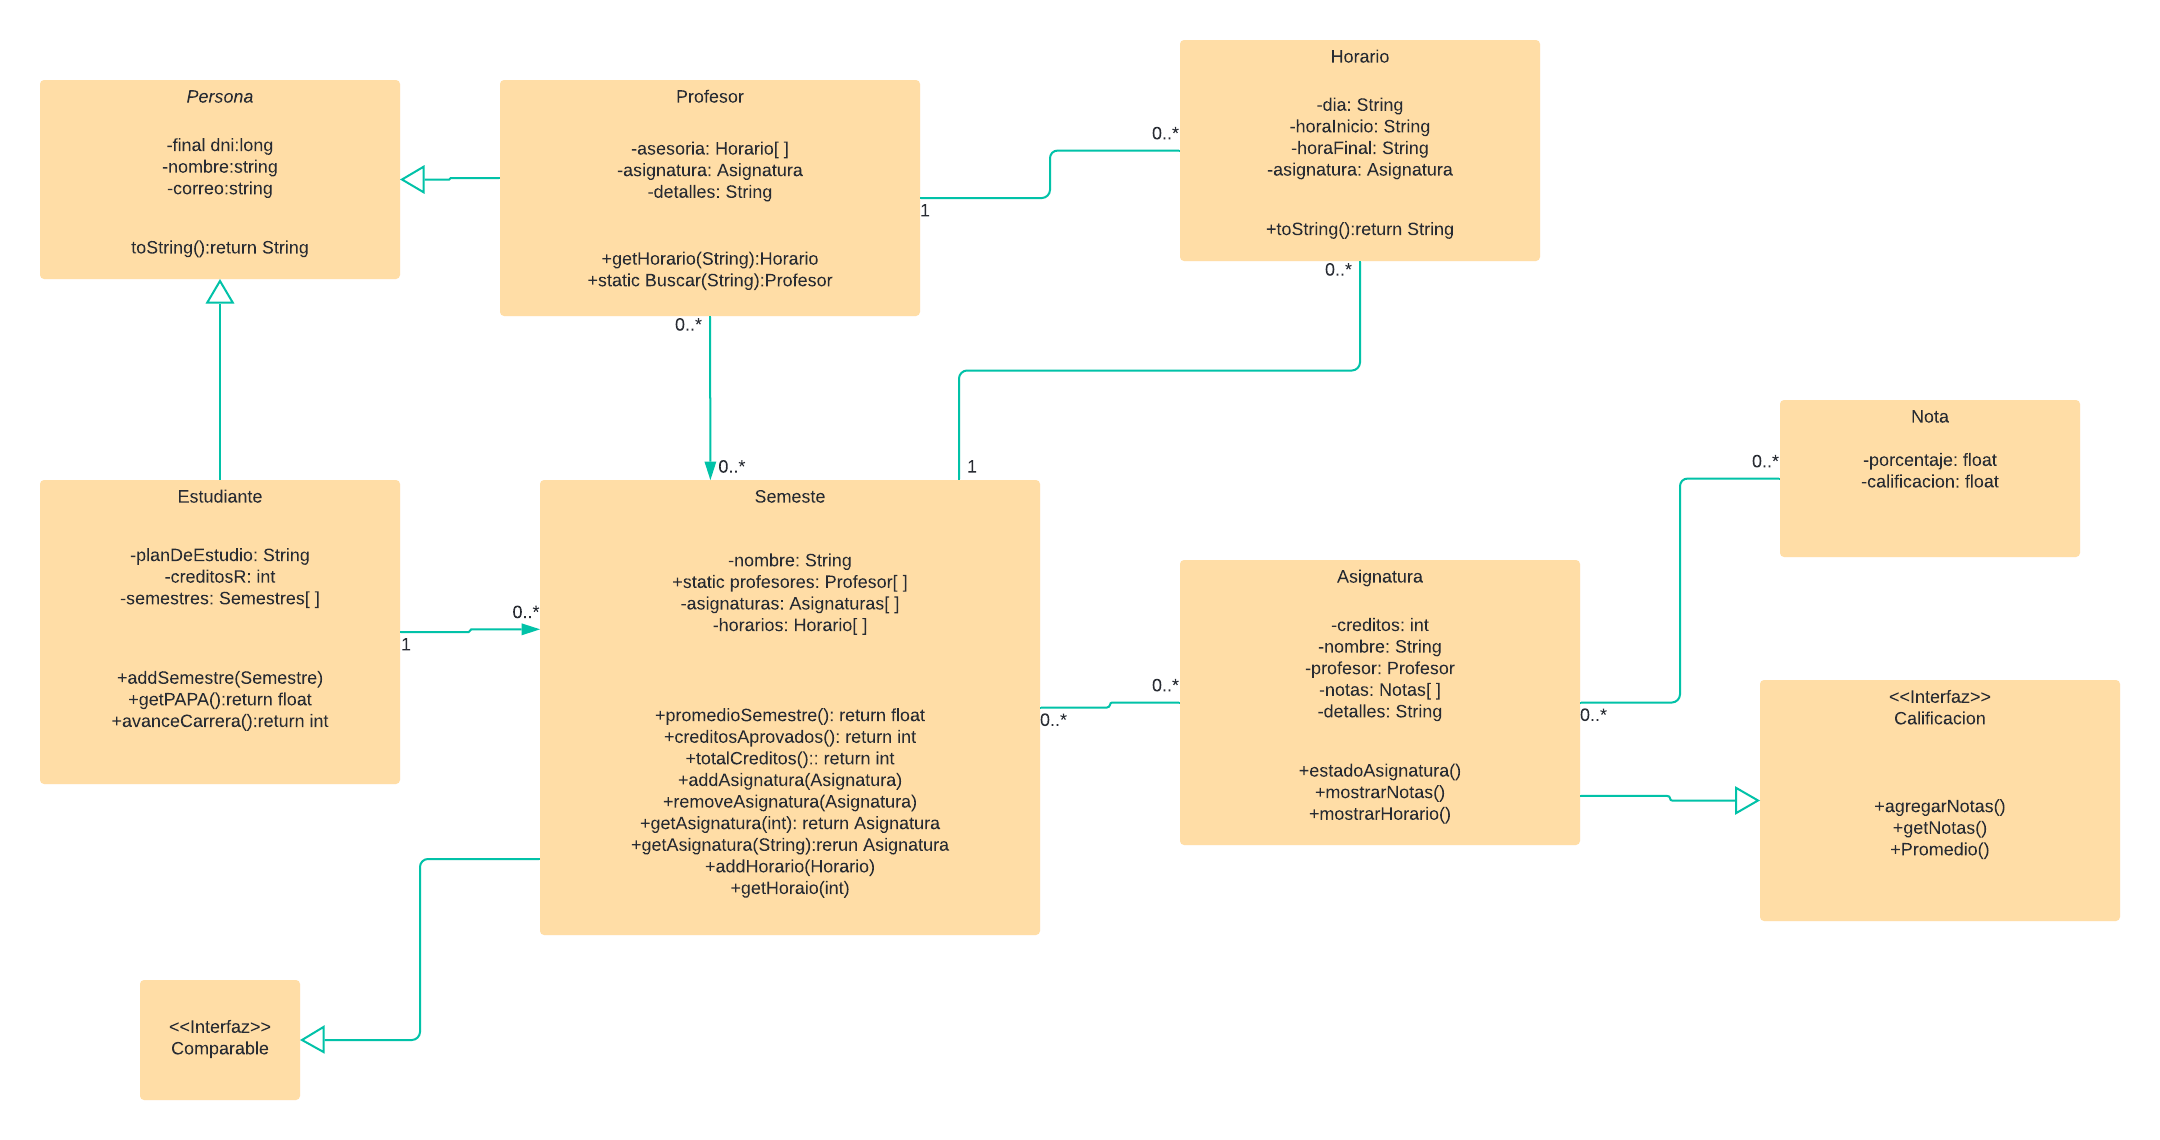 Persona
-final dni:long
-nombre:string
-correo:string
toString():return String
Profesor
-asesoria: Horario[ ]
-asignatura: Asignatura
-detalles: String
+getHorario(String):Horario
+static Buscar(String):Profesor
Horario
-dia: String
-horaInicio: String
-horaFinal: String
-asignatura: Asignatura
+toString():return String
0..*
1
0..*
0..*
0..*
1
Estudiante
-planDeEstudio: String
-creditosR: int
-semestres: Semestres[ ]
+addSemestre(Semestre)
+getPAPA():return float
+avanceCarrera():return int
0..*
1
Semeste
-nombre: String
+static profesores: Profesor[ ]
-asignaturas: Asignaturas[ ]
-horarios: Horario[ ]
+promedioSemestre(): return float
+creditosAprovados(): return int
+totalCreditos():: return int
+addAsignatura(Asignatura)
+removeAsignatura(Asignatura)
+getAsignatura(int): return Asignatura
+getAsignatura(String):rerun Asignatura
+addHorario(Horario)
+getHoraio(int)
0..*
0..*
Asignatura
-creditos: int
-nombre: String
-profesor: Profesor
-notas: Notas[ ]
-detalles: String
+estadoAsignatura()
+mostrarNotas()
+mostrarHorario()
0..*
0..*
Nota
-porcentaje: float
-calificacion: float
<<Interfaz>>
Calificacion
+agregarNotas()
+getNotas()
+Promedio()
<<Interfaz>>
Comparable